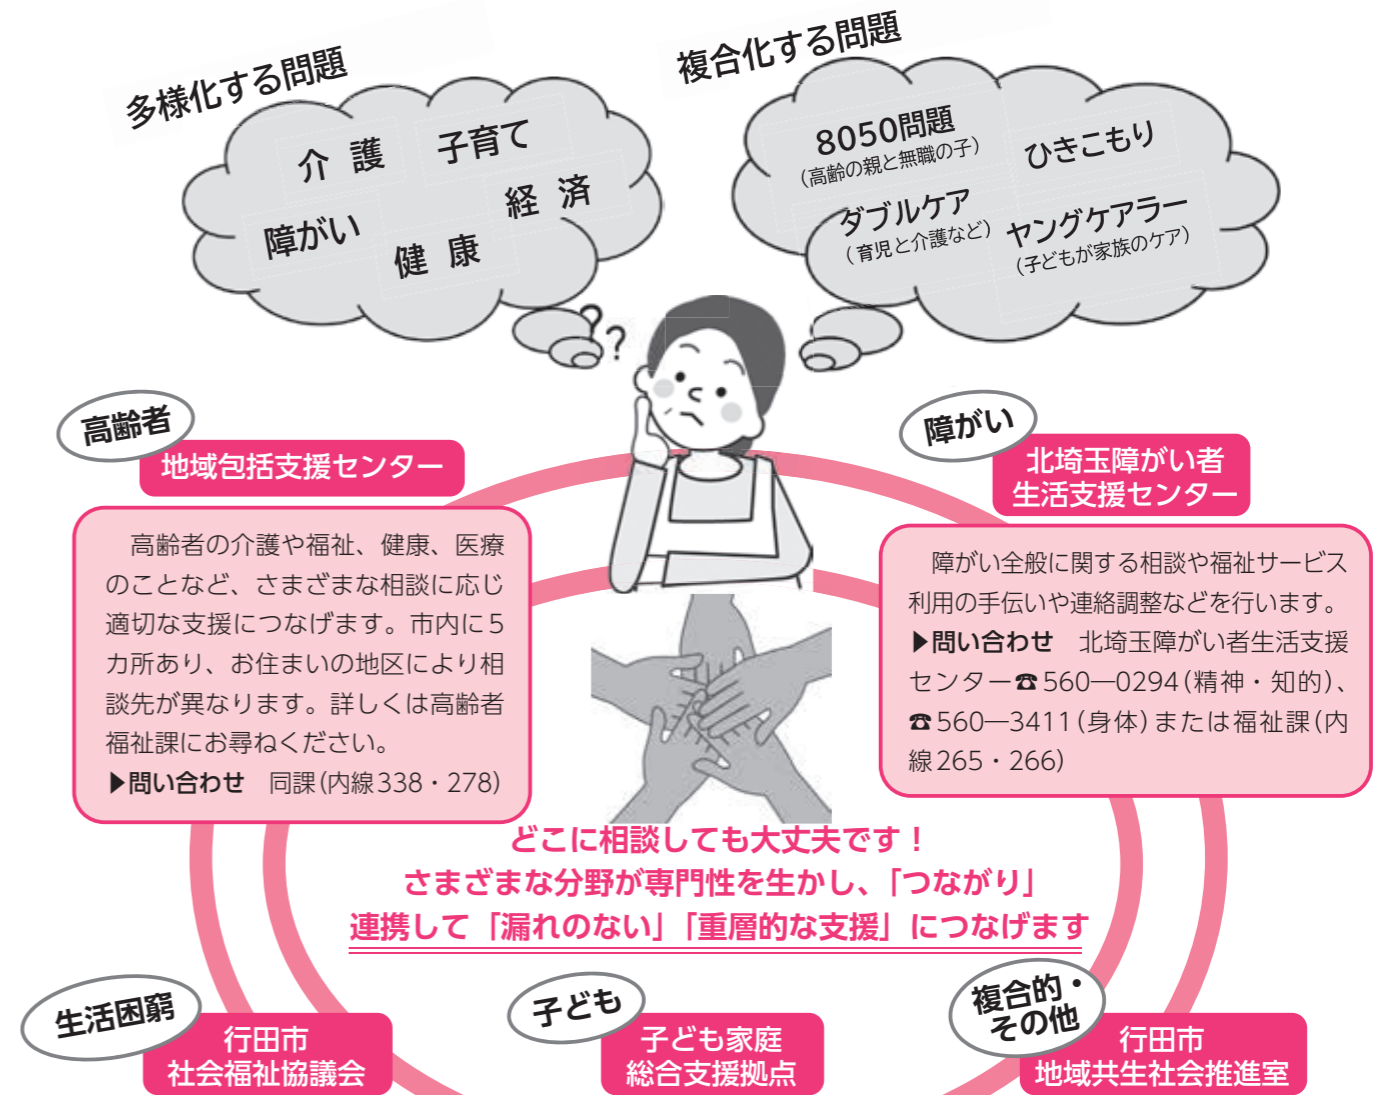 多様化する問題
介護
子育て
障がい
経済
健康
複合化する問題
8050問題
(高齢の親と無職の子)
ひきこもり
ダブルケア
(育児と介護など)
ヤングケアラー
(子どもが家族のケア)
??
高齢者
地域包括支援センター
高齢者の介護や福祉、健康、医療
のことなど、さまざまな相談に応じ
適切な支援につなげます。市内に5
カ所あり、お住まいの地区により相
談先が異なります。詳しくは高齢者
福祉課にお尋ねください。
▶問い合わせ　同課(内線338・278)
障がい
北埼玉障がい者
生活支援センター
障がい全般に関する相談や福祉サービス
利用の手伝いや連絡調整などを行います。
▶問い合わせ　北埼玉障がい者生活支援
センター☎560―0294(精神・知的)、
☎560―3411(身体)または福祉課(内
線265・266)
どこに相談しても大丈夫です！
さまざまな分野が専門性を生かし、「つながり」
連携して「漏れのない」「重層的な支援」につなげます
生活困窮
行田市
社会福祉協議会
子ども
子ども家庭
総合支援拠点
複合的・
その他
行田市
地域共生社会推進室